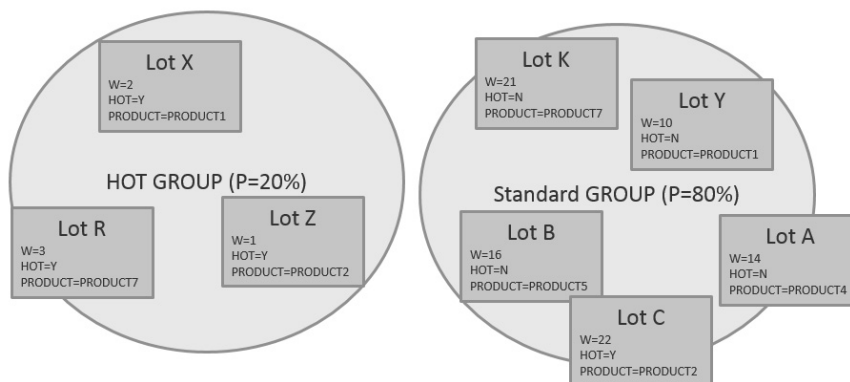 Lot X
W=2
HOT=Y
PRODUCT=PRODUCT1
HOT GROUP (P=20%)
Lot R
W=3
HOT=Y
PRODUCT=PRODUCT7
Lot Z
W=1
HOT=Y
PRODUCT=PRODUCT2
Lot K
W=21
HOT=N
PRODUCT=PRODUCT7
Lot Y
W=10
HOT=N
PRODUCT=PRODUCT1
Standard GROUP (P=80%)
Lot B
W=16
HOT=N
PRODUCT=PRODUCT5
Lot A
W=14
HOT=N
PRODUCT=PRODUCT4
Lot C
W=22
HOT=Y
PRODUCT=PRODUCT2